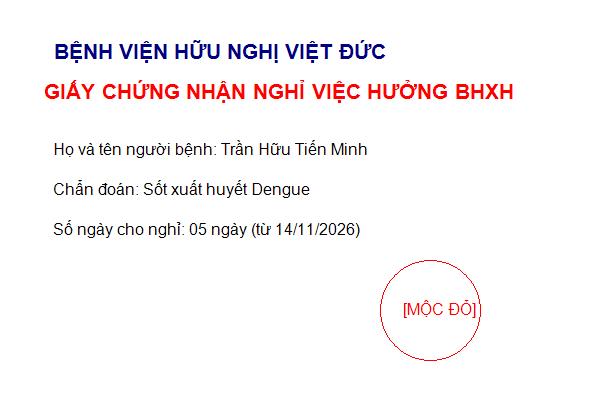 BỆNH VIỆN HỮU NGHỊ VIỆT ĐỨC
GIẤY CHỨNG NHẬN NGHỈ VIỆC HƯỞNG BHXH
Họ và tên người bệnh: Trần Hữu Tiến Minh
Chẩn đoán: Sốt xuất huyết Dengue
Số ngày cho nghỉ: 05 ngày (từ 14/11/2026)
[MỘC ĐỎ]